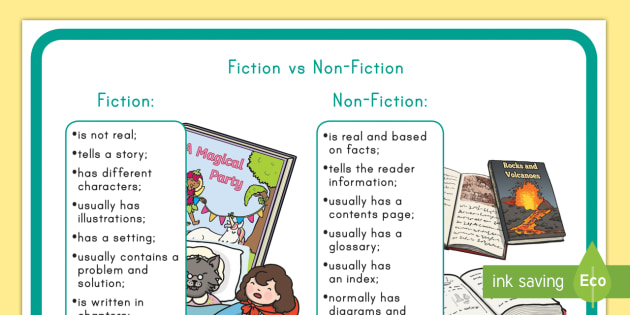 Fiction vs Non-Fiction
Fiction:
•is not real;
•tells a story;
•has different
characters;
•usually has
illustrations;
•has a setting;
•usually contains a
problem and
solution;
•is written in
A Magical
Party
Non-Fiction:
•is real and based
on facts;
•tells the reader
information;
•usually has a
contents page;
•usually has a
glossary;
•usually has
an index;
•normally has
diagrams and
Rocks and
Volcanoes
ink saving
Eco